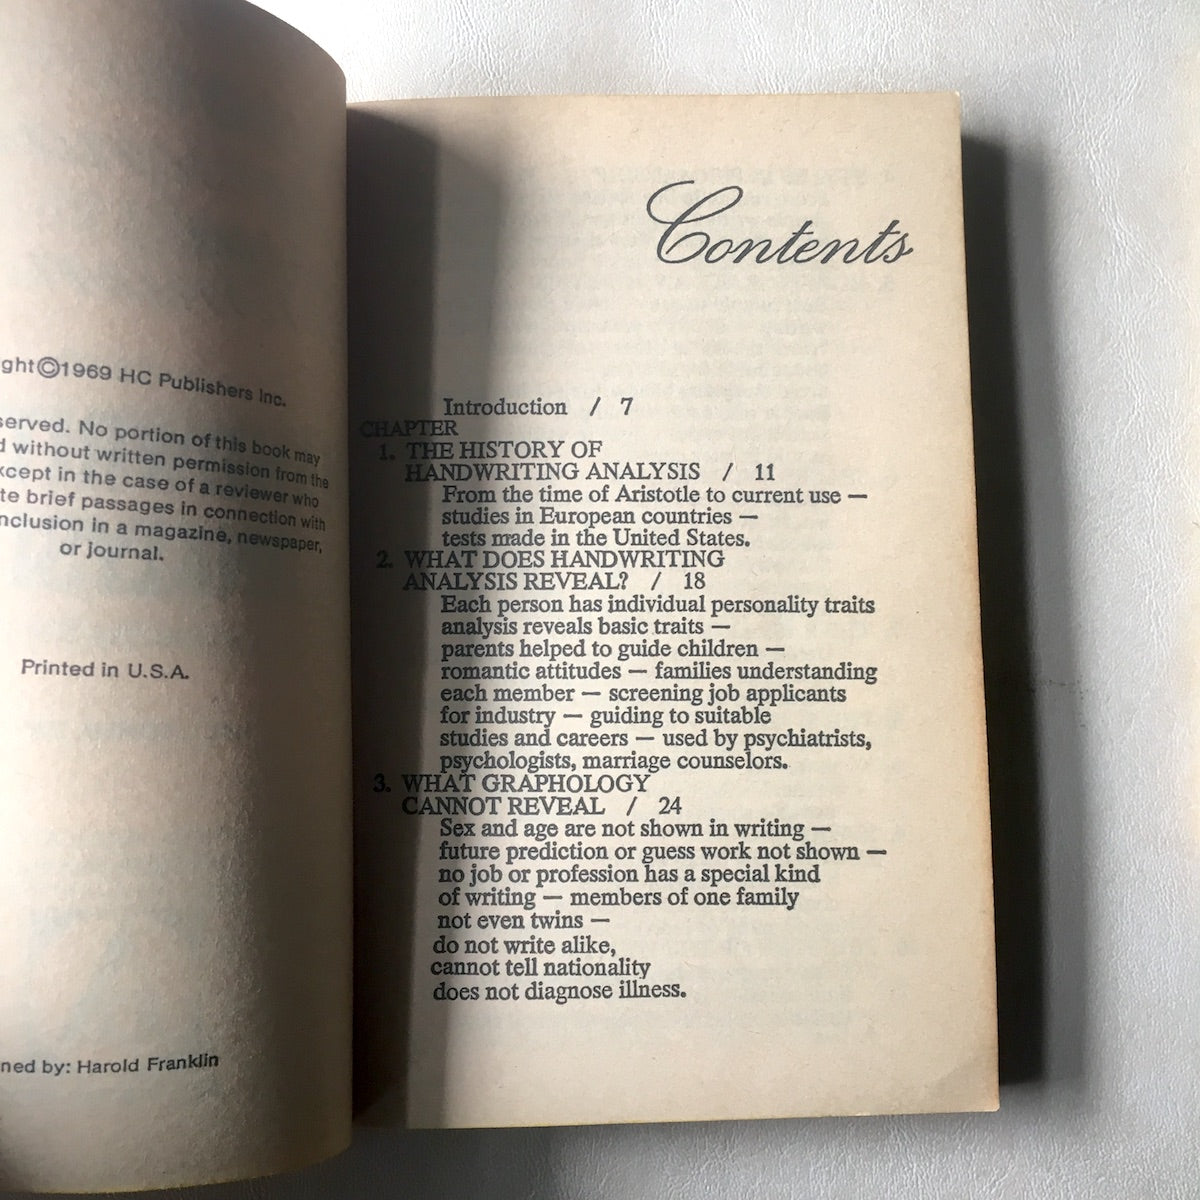 ght©1969 HC Publishers Inc.
served. No portion of this book may
d without written permission from the
xcept in the case of a reviewer who
te brief passages in connection with
nclusion in a magazine, newspaper,
or journal.
Printed in U.S.A.
ned by: Harold Franklin
Contents
Introduction / 7
CHAPTER
1. THE HISTORY OF
HANDWRITING ANALYSIS / 11
From the time of Aristotle to current use —
studies in European countries —
tests made in the United States.
2. WHAT DOES HANDWRITING
ANALYSIS REVEAL? / 18
Each person has individual personality traits
analysis reveals basic traits —
parents helped to guide children —
romantic attitudes — families understanding
each member — screening job applicants
for industry — guiding to suitable
studies and careers — used by psychiatrists,
psychologists, marriage counselors.
3. WHAT GRAPHOLOGY
CANNOT REVEAL / 24
Sex and age are not shown in writing —
future prediction or guess work not shown —
no job or profession has a special kind
of writing — members of one family
not even twins —
do not write alike,
cannot tell nationality
does not diagnose illness.